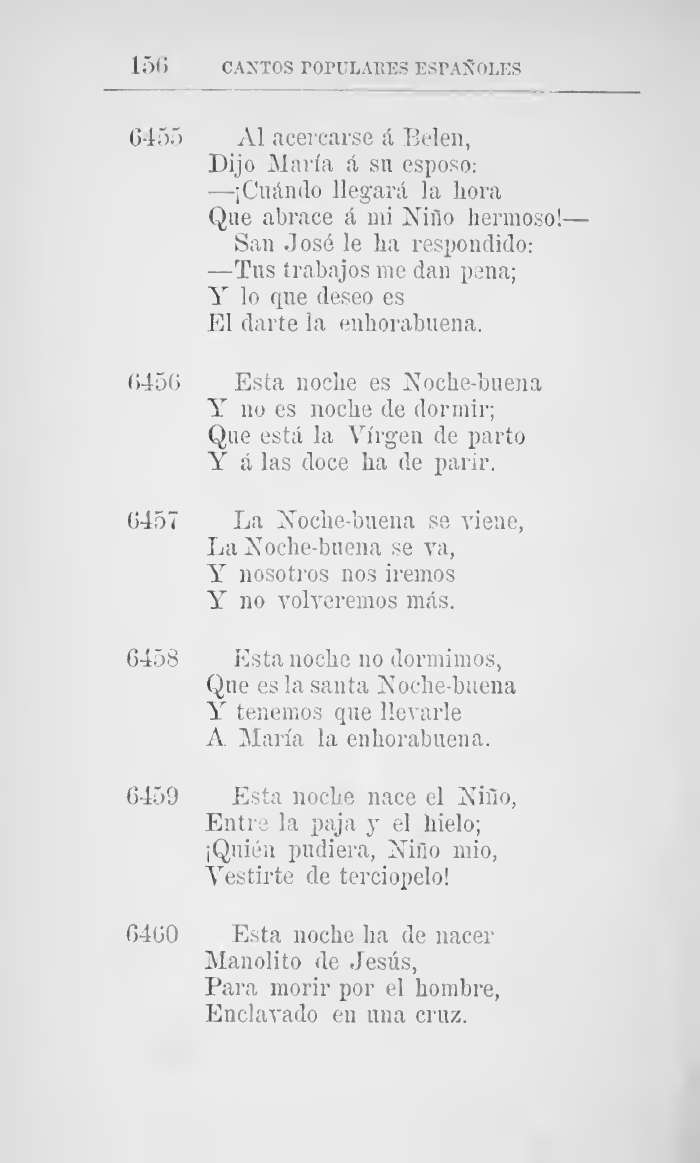 156 CANTOS POPULARES ESPAÑOLES
6455 Al acercarse á Belen,
Dijo María á su esposo:
—¡Cuándo llegará la hora
Que abrace á mi Niño hermoso!—
San José le ha respondido:
—Tus trabajos me dan pena;
Y lo que deseo es
El darte la enhorabuena.
6456 Esta noche es Noche-buena
Y no es noche de dormir;
Que está la Vírgen de parto
Y á las doce ha de parir.
6457 La Noche-buena se viene,
La Noche-buena se va,
Y nosotros nos iremos
Y no volveremos más.
6458 Esta noche no dormimos,
Que es la santa Noche-buena
Y tenemos que llevarle
A María la enhorabuena.
6459 Esta noche nace el Niño,
Entre la paja y el hielo;
¡Quién pudiera, Niño mio,
Vestirte de terciopelo!
6460 Esta noche ha de nacer
Manolito de Jesús,
Para morir por el hombre,
Enclavado en una cruz.